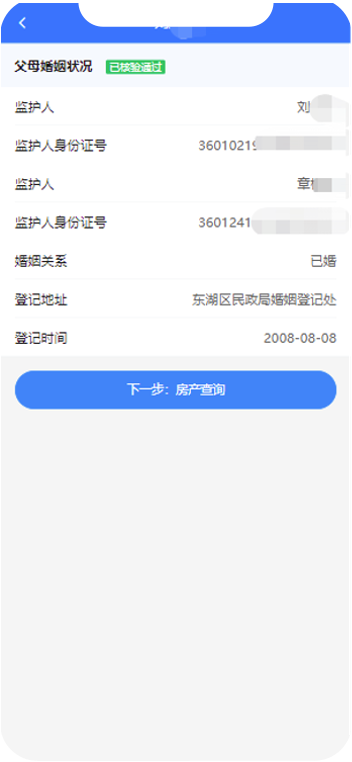 父母婚姻状况 已核验通过
监护人 刘
监护人身份证号 36010219
监护人 章
监护人身份证号 3601241
婚姻关系 已婚
登记地址 东湖区民政局婚姻登记处
登记时间 2008-08-08
下一步：房产查询